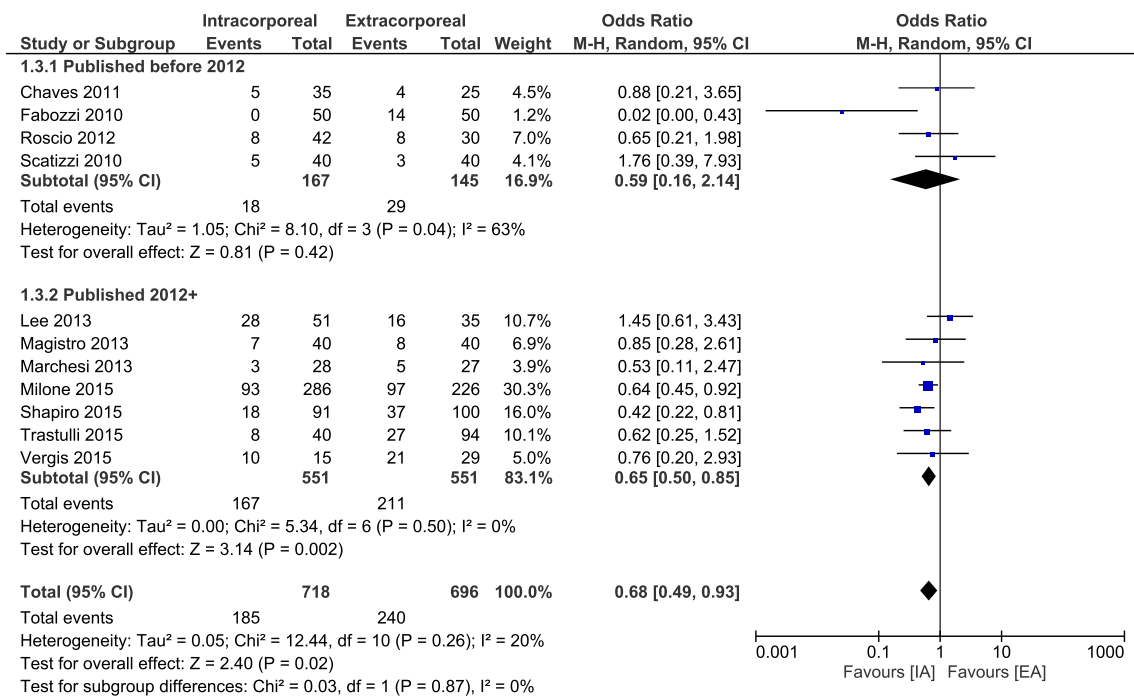 Intracorporeal Extracorporeal Odds Ratio Odds Ratio
Study or Subgroup Events Total Events Total Weight M-H, Random, 95% CI M-H, Random, 95% CI
1.3.1 Published before 2012
Chaves 2011 5 35 4 25 4.5% 0.88 [0.21, 3.65]
Fabozzi 2010 0 50 14 50 1.2% 0.02 [0.00, 0.43]
Roscio 2012 8 42 8 30 7.0% 0.65 [0.21, 1.98]
Scatizzi 2010 5 40 3 40 4.1% 1.76 [0.39, 7.93]
Subtotal (95% CI) 167 145 16.9% 0.59 [0.16, 2.14]
Total events 18 29
Heterogeneity: Tau² = 1.05; Chi² = 8.10, df = 3 (P = 0.04); I² = 63%
Test for overall effect: Z = 0.81 (P = 0.42)
1.3.2 Published 2012+
Lee 2013 28 51 16 35 10.7% 1.45 [0.61, 3.43]
Magistro 2013 7 40 8 40 6.9% 0.85 [0.28, 2.61]
Marchesi 2013 3 28 5 27 3.9% 0.53 [0.11, 2.47]
Milone 2015 93 286 97 226 30.3% 0.64 [0.45, 0.92]
Shapiro 2015 18 91 37 100 16.0% 0.42 [0.22, 0.81]
Trastulli 2015 8 40 27 94 10.1% 0.62 [0.25, 1.52]
Vergis 2015 10 15 21 29 5.0% 0.76 [0.20, 2.93]
Subtotal (95% CI) 551 551 83.1% 0.65 [0.50, 0.85]
Total events 167 211
Heterogeneity: Tau² = 0.00; Chi² = 5.34, df = 6 (P = 0.50); I² = 0%
Test for overall effect: Z = 3.14 (P = 0.002)
Total (95% CI) 718 696 100.0% 0.68 [0.49, 0.93]
Total events 185 240
Heterogeneity: Tau² = 0.05; Chi² = 12.44, df = 10 (P = 0.26); I² = 20%
Test for overall effect: Z = 2.40 (P = 0.02)
Test for subgroup differences: Chi² = 0.03, df = 1 (P = 0.87), I² = 0%
0.001 0.1 1 10 1000
Favours [IA] Favours [EA]